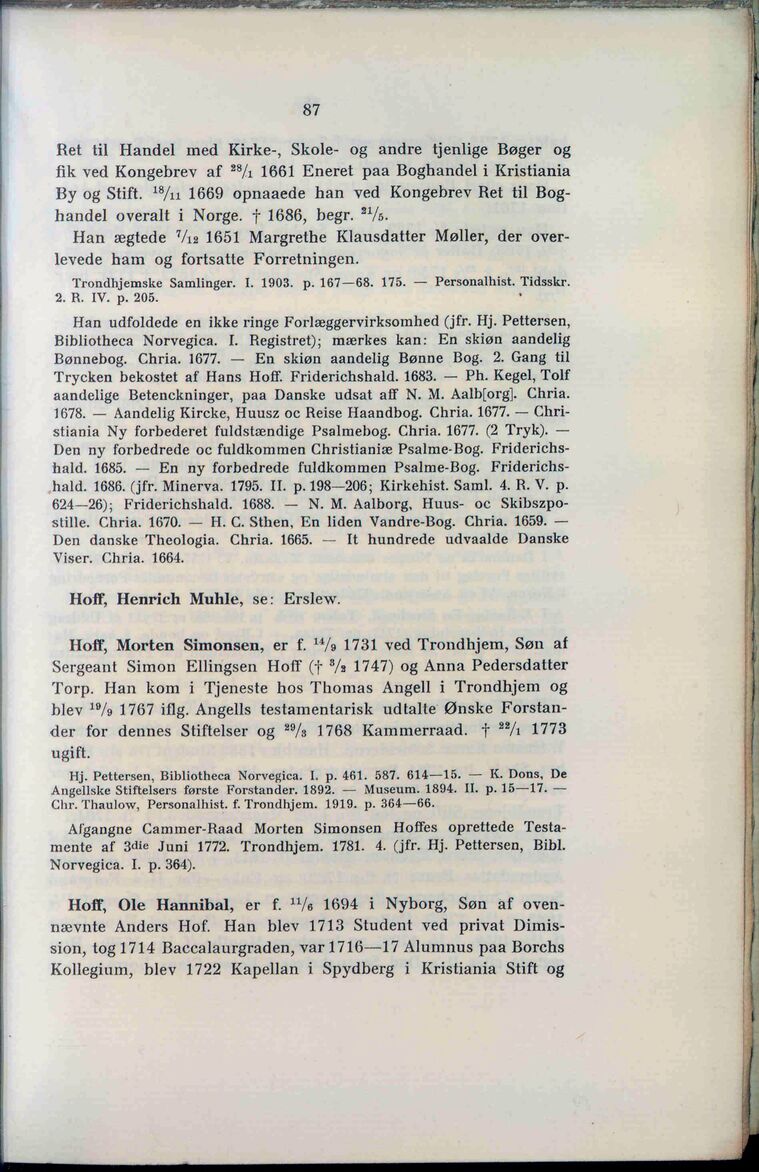 87
Ret til Handel med Kirke-, Skole- og andre tjenlige Bøger og
fik ved Kongebrev af ²⁸/₁ 1661 Eneret paa Boghandel i Kristiania
By og Stift. ¹⁸/₁₁ 1669 opnaaede han ved Kongebrev Ret til Bog-
handel overalt i Norge. † 1686, begr. ²¹/₅.
Han ægtede ⁷/₁₂ 1651 Margrethe Klausdatter Møller, der over-
levede ham og fortsatte Forretningen.
Trondhjemske Samlinger. I. 1903. p. 167—68. 175. — Personalhist. Tidsskr.
2. R. IV. p. 205.
Han udfoldede en ikke ringe Forlæggervirksomhed (jfr. Hj. Pettersen,
Bibliotheca Norvegica. I. Registret); mærkes kan: En skiøn aandelig
Bønnebog. Chria. 1677. — En skiøn aandelig Bønne Bog. 2. Gang til
Trycken bekostet af Hans Hoff. Friderichshald. 1683. — Ph. Kegel, Tolf
aandelige Betenckninger, paa Danske udsat aff N. M. Aalb[org]. Chria.
1678. — Aandelig Kircke, Huusz oc Reise Haandbog. Chria. 1677. — Chri-
stiania Ny forbederet fuldstændige Psalmebog. Chria. 1677. (2 Tryk). —
Den ny forbedrede oc fuldkommen Christianiæ Psalme-Bog. Friderichs-
hald. 1685. — En ny forbedrede fuldkommen Psalme-Bog. Friderichs-
hald. 1686. (jfr. Minerva. 1795. II. p. 198—206; Kirkehist. Saml. 4. R. V. p.
624—26); Friderichshald. 1688. — N. M. Aalborg, Huus- oc Skibszpo-
stille. Chria. 1670. — H. C. Sthen, En liden Vandre-Bog. Chria. 1659. —
Den danske Theologia. Chria. 1665. — It hundrede udvaalde Danske
Viser. Chria. 1664.
Hoff, Henrich Muhle, se: Erslew.
Hoff, Morten Simonsen, er f. ¹⁴/₉ 1731 ved Trondhjem, Søn af
Sergeant Simon Ellingsen Hoff († ³/₂ 1747) og Anna Pedersdatter
Torp. Han kom i Tjeneste hos Thomas Angell i Trondhjem og
blev ¹⁹/₉ 1767 iflg. Angells testamentarisk udtalte Ønske Forstan-
der for dennes Stiftelser og ²⁹/₃ 1768 Kammerraad. † ²²/₁ 1773
ugift.
Hj. Pettersen, Bibliotheca Norvegica. I. p. 461. 587. 614—15. — K. Dons, De
Angellske Stiftelsers første Forstander. 1892. — Museum. 1894. II. p. 15—17. —
Chr. Thaulow, Personalhist. f. Trondhjem. 1919. p. 364—66.
Afgangne Cammer-Raad Morten Simonsen Hoffes oprettede Testa-
mente af 3die Juni 1772. Trondhjem. 1781. 4. (jfr. Hj. Pettersen, Bibl.
Norvegica. I. p. 364).
Hoff, Ole Hannibal, er f. ¹¹/₆ 1694 i Nyborg, Søn af oven-
nævnte Anders Hof. Han blev 1713 Student ved privat Dimis-
sion, tog 1714 Baccalaurgraden, var 1716—17 Alumnus paa Borchs
Kollegium, blev 1722 Kapellan i Spydberg i Kristiania Stift og